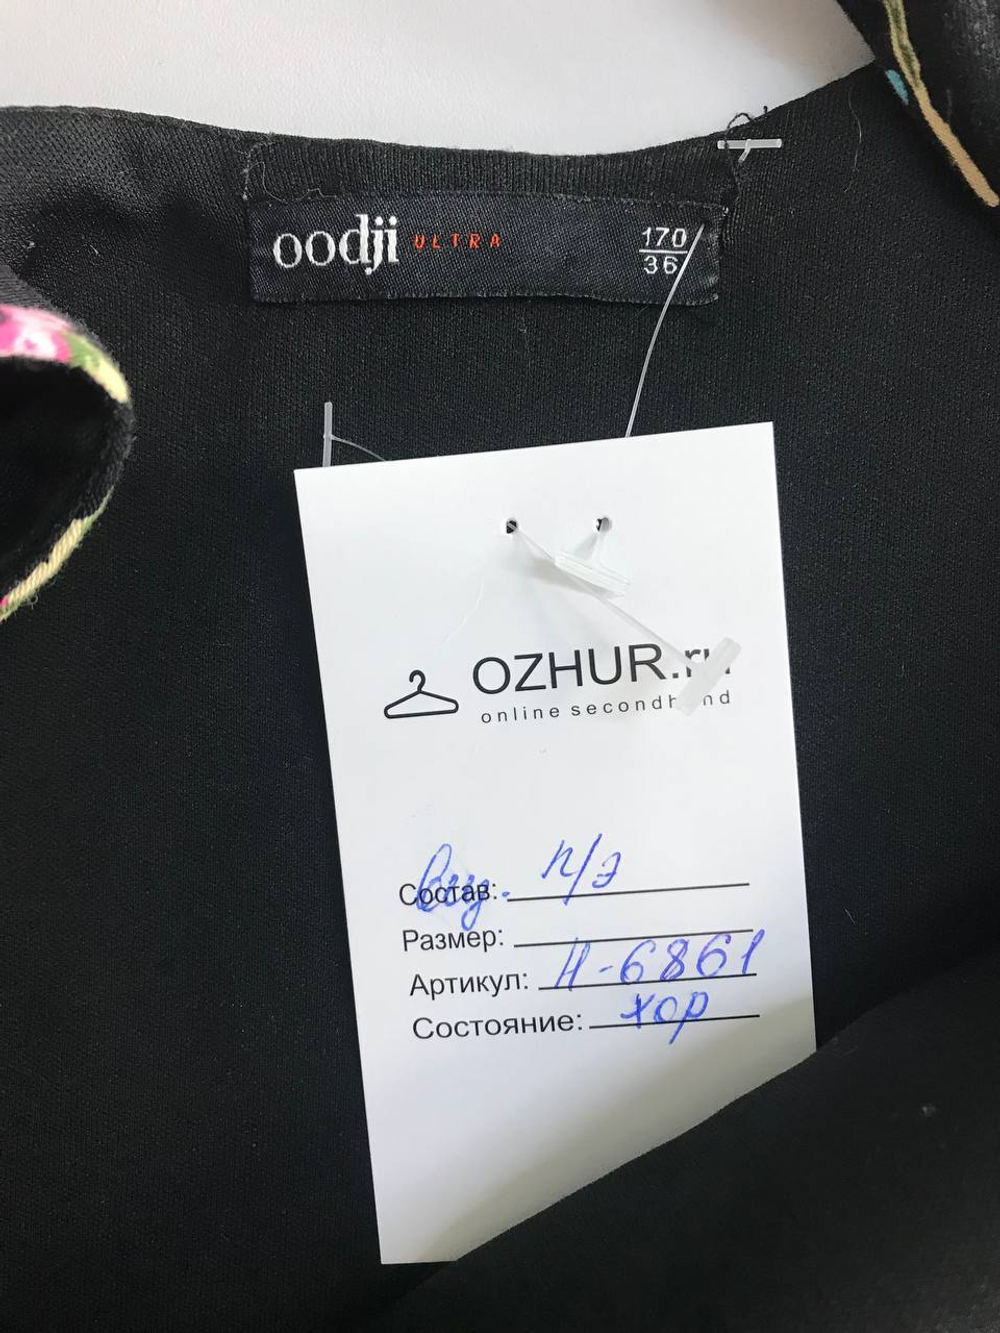 oodji ULTRA 170
36
OZHUR.ru
online secondhand
Состав: п/э
Размер:
Артикул: Н-6861
Состояние: хор